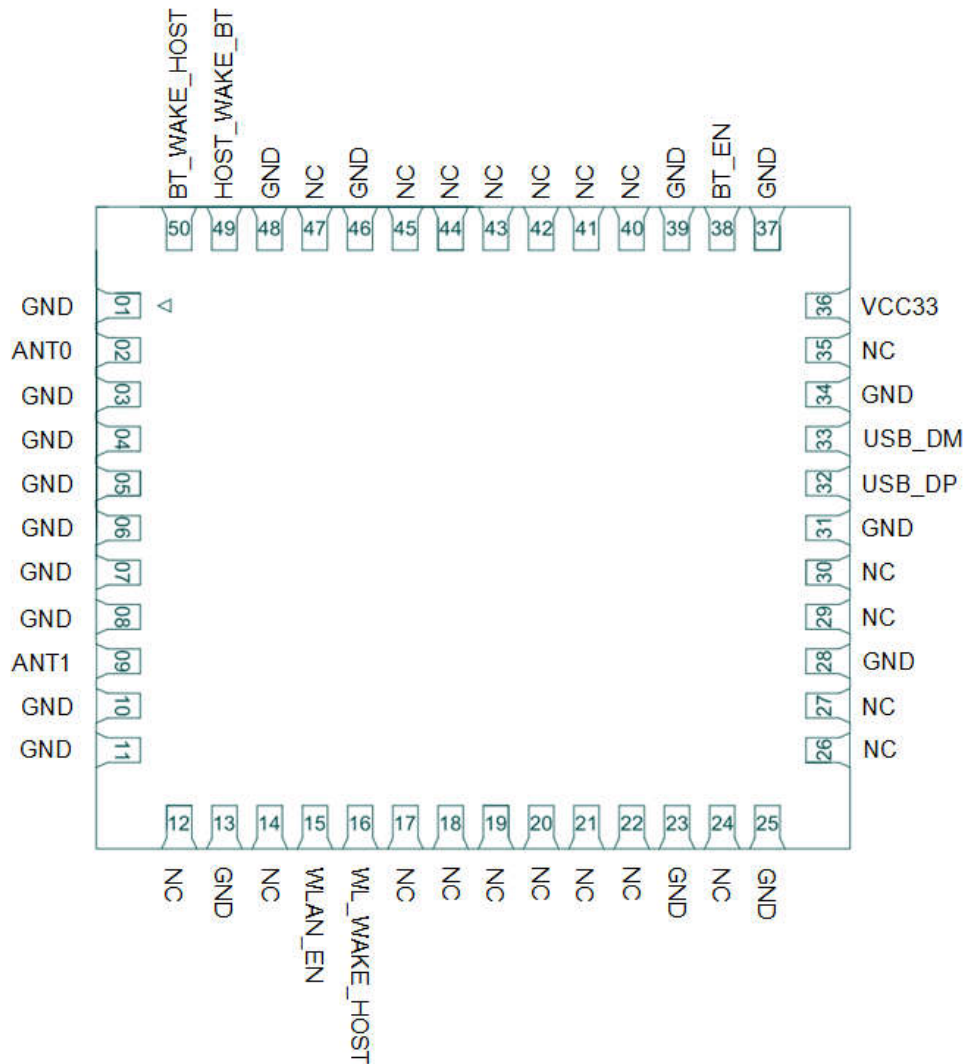 BT_WAKE_HOST
HOST_WAKE_BT
GND
NC
GND
NC
NC
NC
NC
NC
NC
GND
BT_EN
GND
50 49 48 47 46 45 44 43 42 41 40 39 38 37
GND 01 36 VCC33
ANT0 02 35 NC
GND 03 34 GND
GND 04 33 USB_DM
GND 05 32 USB_DP
GND 06 31 GND
GND 07 30 NC
GND 08 29 NC
ANT1 09 28 GND
GND 10 27 NC
GND 11 26 NC
12 13 14 15 16 17 18 19 20 21 22 23 24 25
NC
GND
NC
WLAN_EN
WL_WAKE_HOST
NC
NC
NC
NC
NC
NC
GND
NC
GND